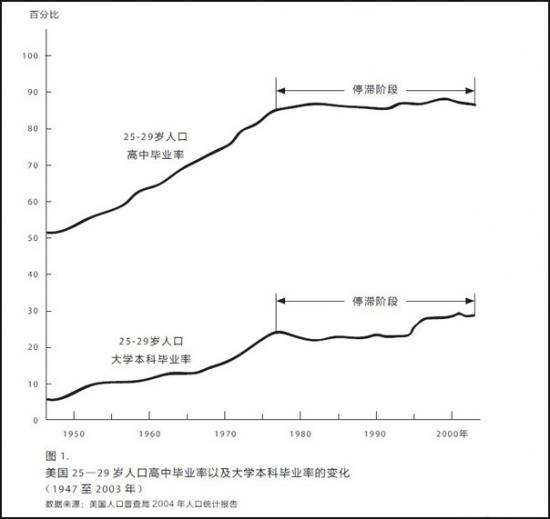 百分比
100
90
80
70
60
50
40
30
20
10
0
停滞阶段
25-29岁人口
高中毕业率
停滞阶段
25-29岁人口
大学本科毕业率
1950 1960 1970 1980 1990 2000年
图 1.
美国 25—29 岁人口高中毕业率以及大学本科毕业率的变化
（1947 至 2003 年）
数据来源：美国人口普查局 2004 年人口统计报告